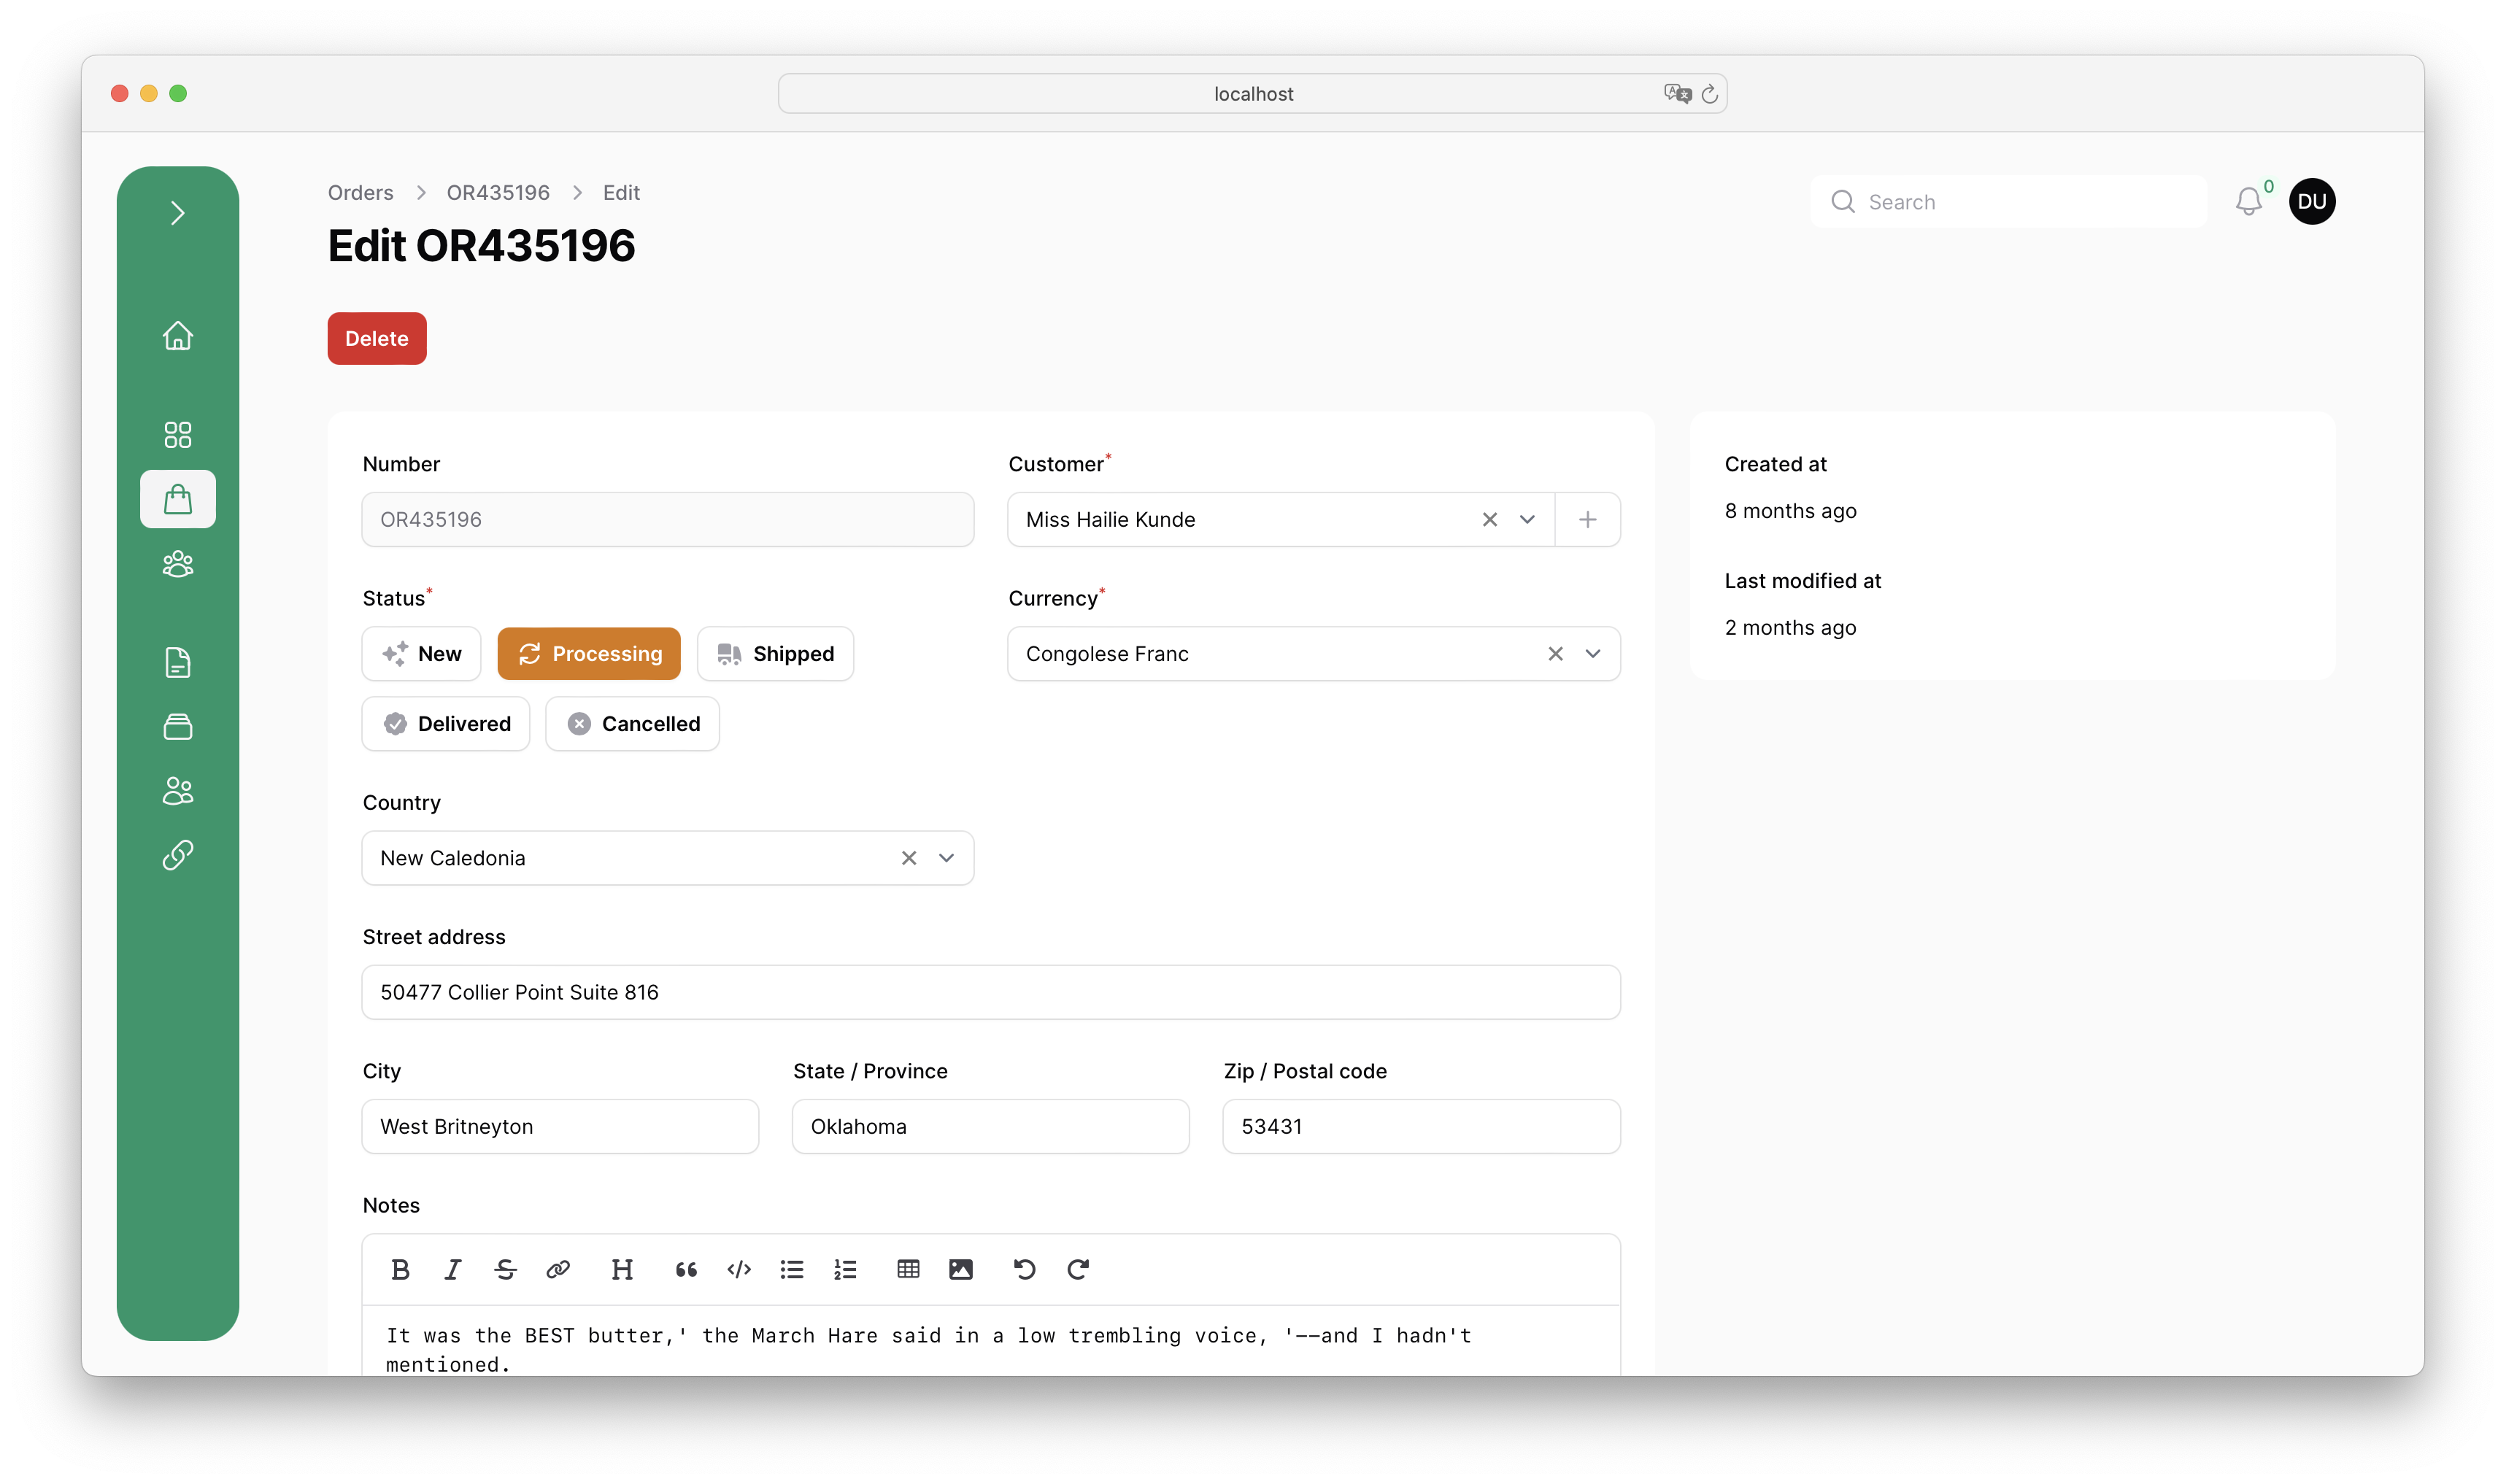 localhost
Orders > OR435196 > Edit
Edit OR435196
Search
0
DU
Delete
Number
OR435196
Customer*
Miss Hailie Kunde
Status*
New
Processing
Shipped
Delivered
Cancelled
Currency*
Congolese Franc
Country
New Caledonia
Street address
50477 Collier Point Suite 816
City
West Britneyton
State / Province
Oklahoma
Zip / Postal code
53431
Notes
It was the BEST butter,' the March Hare said in a low trembling voice, '--and I hadn't
mentioned.
Created at
8 months ago
Last modified at
2 months ago